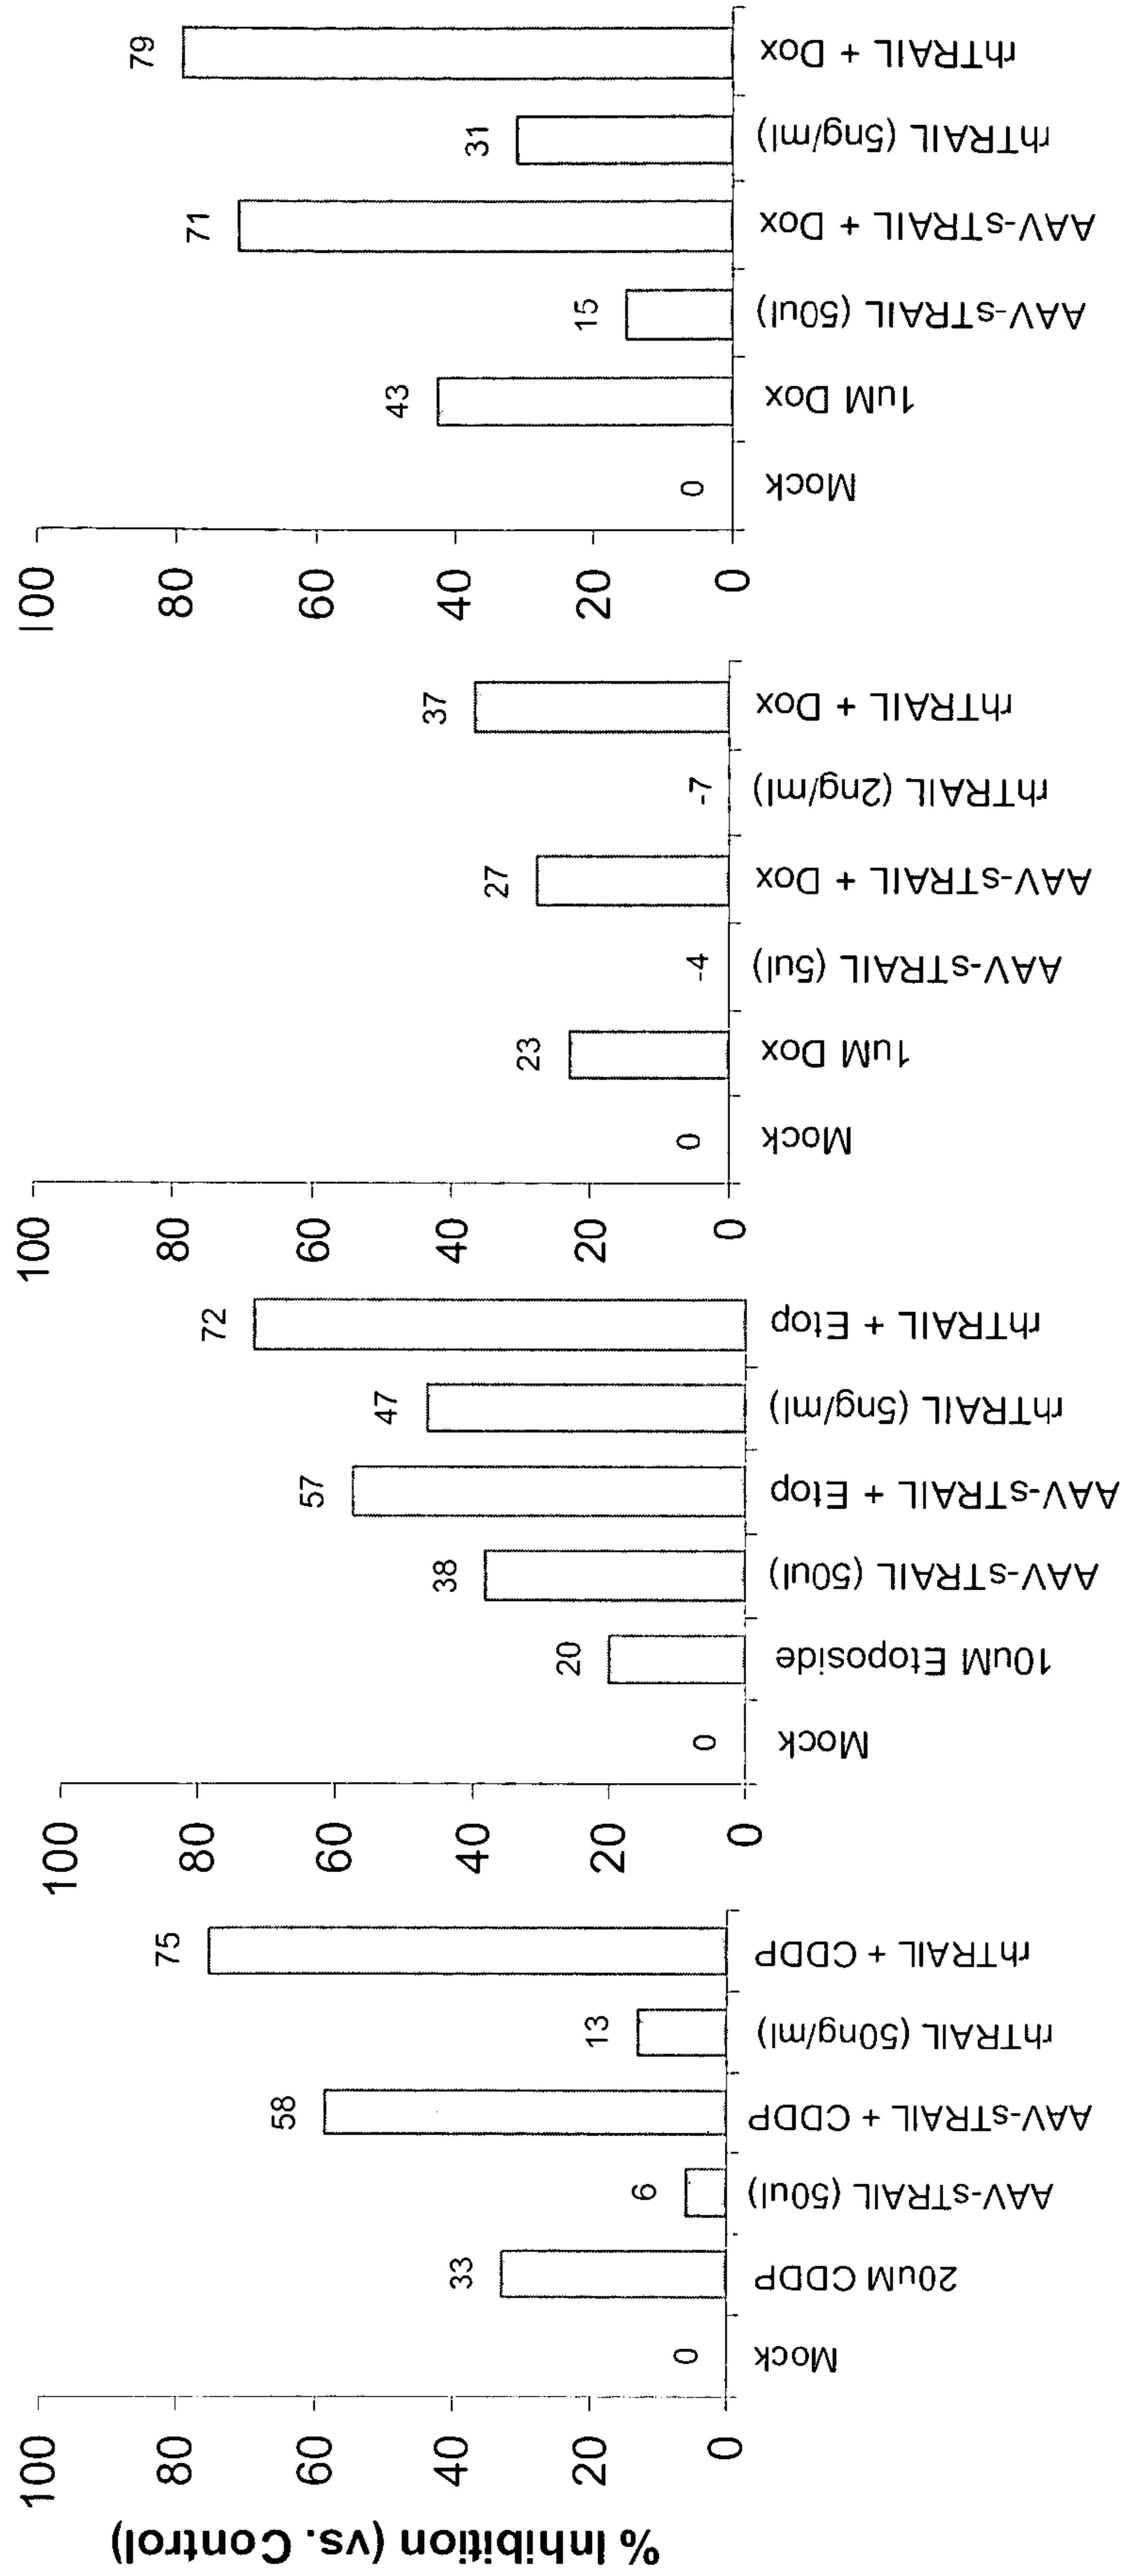 % Inhibition (vs. Control)
100
80
60
40
20
0
0
33
6
58
13
75
Mock
20uM CDDP
AAV-sTRAIL (50ul)
AAV-sTRAIL + CDDP
rhTRAIL (50ng/ml)
rhTRAIL + CDDP
100
80
60
40
20
0
0
20
38
57
47
72
Mock
10uM Etoposide
AAV-sTRAIL (50ul)
AAV-sTRAIL + Etop
rhTRAIL (5ng/ml)
rhTRAIL + Etop
100
80
60
40
20
0
0
23
-4
27
-7
37
Mock
1uM Dox
AAV-sTRAIL (5ul)
AAV-sTRAIL + Dox
rhTRAIL (2ng/ml)
rhTRAIL + Dox
100
80
60
40
20
0
0
43
15
71
31
79
Mock
1uM Dox
AAV-sTRAIL (50ul)
AAV-sTRAIL + Dox
rhTRAIL (5ng/ml)
rhTRAIL + Dox